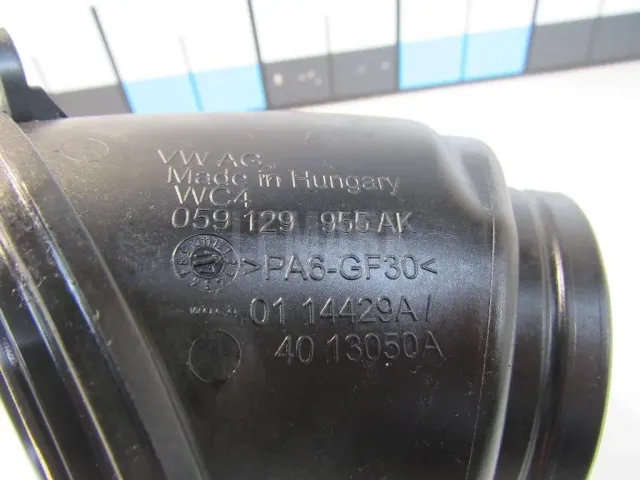 VW AG
Made in Hungary
WC4
059 129 955 AK
>PA6-GF30<
01 14429A/
40 13050A